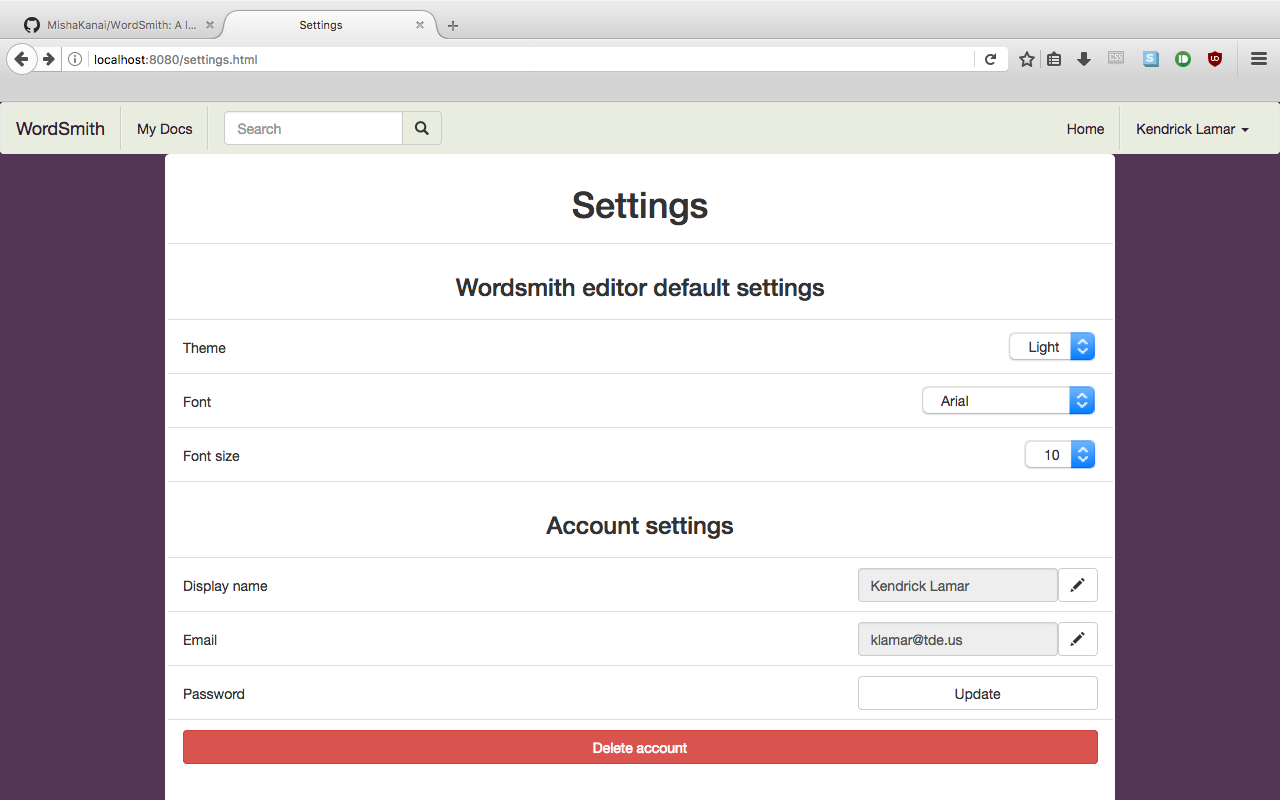 MishaKanai/WordSmith: A l...
Settings
localhost:8080/settings.html
CSS
S
WordSmith
My Docs
Search
Home
Kendrick Lamar
Settings
Wordsmith editor default settings
Theme
Light
Font
Arial
Font size
10
Account settings
Display name
Kendrick Lamar
Email
klamar@tde.us
Password
Update
Delete account